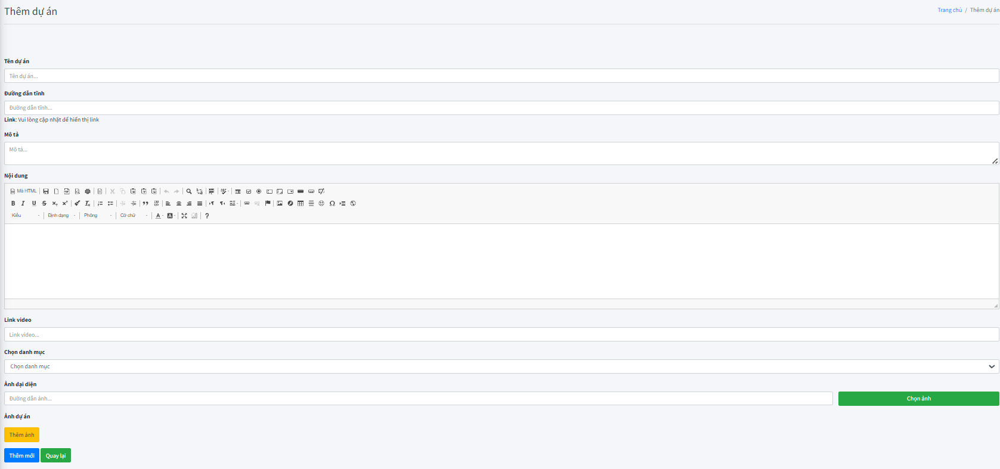 Thêm dự án
Trang chủ / Thêm dự án
Tên dự án
Tên dự án...
Đường dẫn tĩnh
Đường dẫn tĩnh...
Link: Vui lòng cập nhật để hiển thị link
Mô tả
Mô tả...
Nội dung
Mã HTML
Kiểu Định dạng Phông Cỡ chữ
Link video
Link video...
Chọn danh mục
Chọn danh mục
Ảnh đại diện
Đường dẫn ảnh...
Chọn ảnh
Ảnh dự án
Thêm ảnh
Thêm mới Quay lại